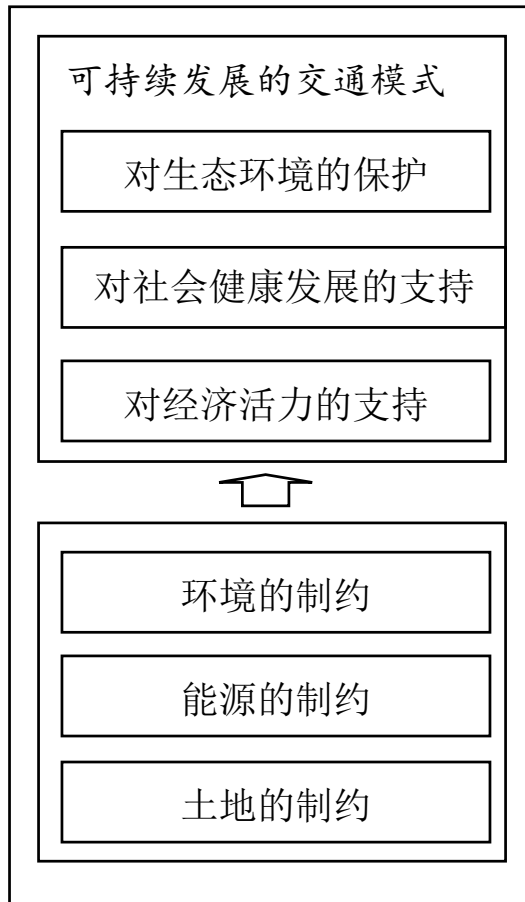 可持续发展的交通模式
对生态环境的保护
对社会健康发展的支持
对经济活力的支持
环境的制约
能源的制约
土地的制约